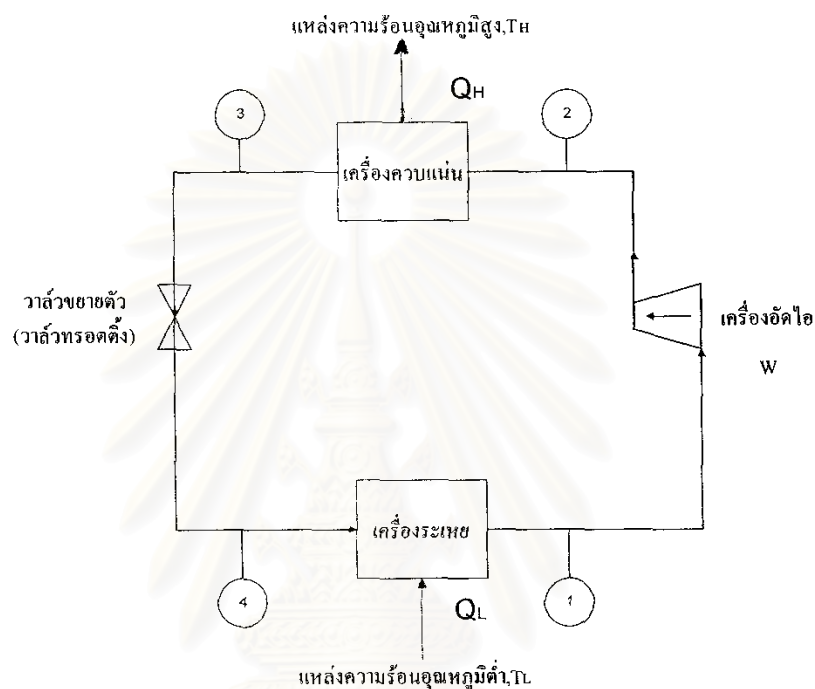 แหล่งความร้อนอุณหภูมิสูง,TH
QH
3
2
เครื่องควบแน่น
วาล์วขยายตัว
(วาล์วทรอตติ้ง)
เครื่องอัดไอ
W
เครื่องระเหย
4
1
QL
แหล่งความร้อนอุณหภูมิต่ำ,TL